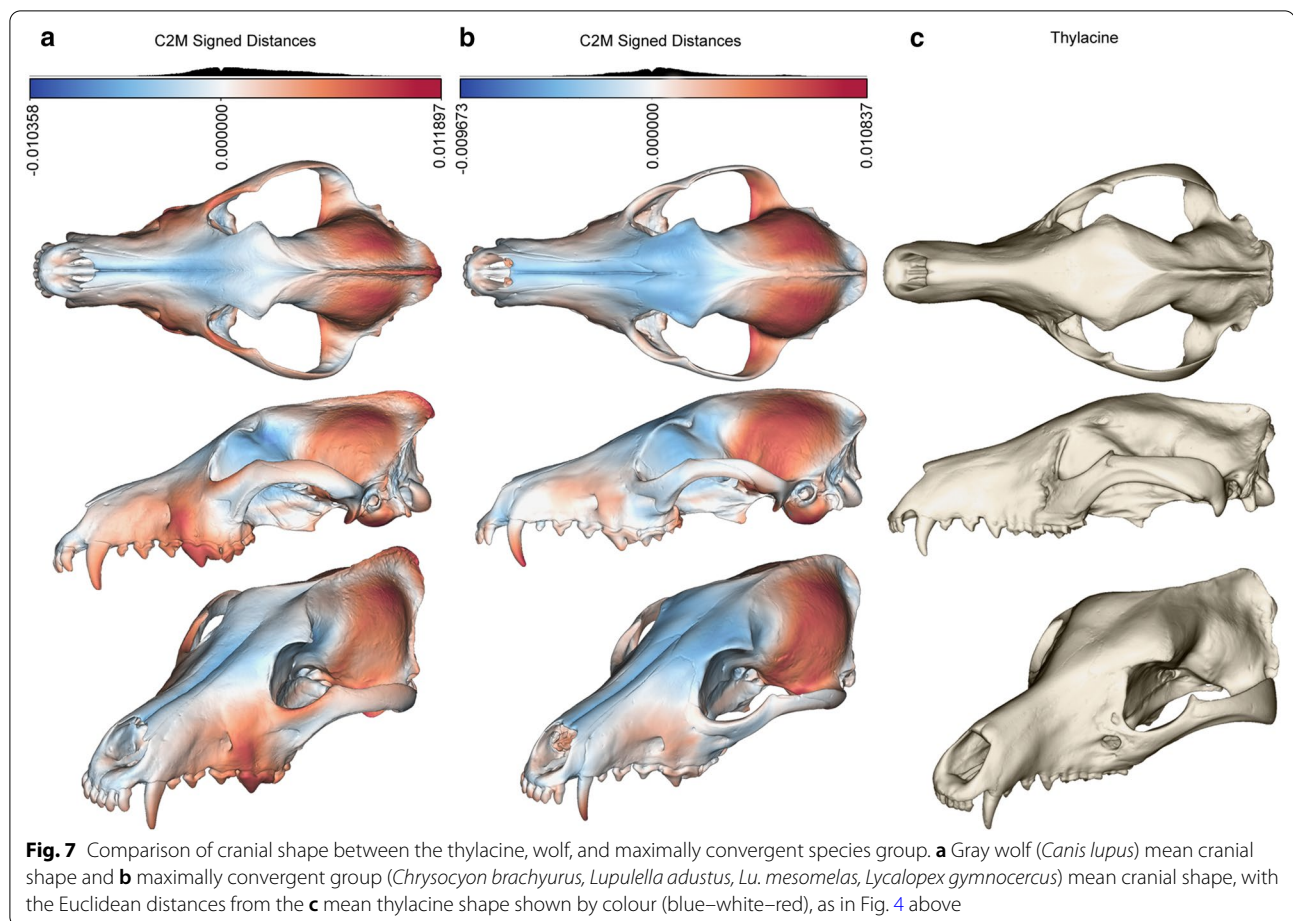 a
C2M Signed Distances
b
C2M Signed Distances
c
Thylacine
-0.010358
0.000000
0.011897
-0.009673
0.000000
0.010837
Fig. 7 Comparison of cranial shape between the thylacine, wolf, and maximally convergent species group. a Gray wolf (Canis lupus) mean cranial
shape and b maximally convergent group (Chrysocyon brachyurus, Lupulella adustus, Lu. mesomelas, Lycalopex gymnocercus) mean cranial shape, with
the Euclidean distances from the c mean thylacine shape shown by colour (blue–white–red), as in Fig. 4 above